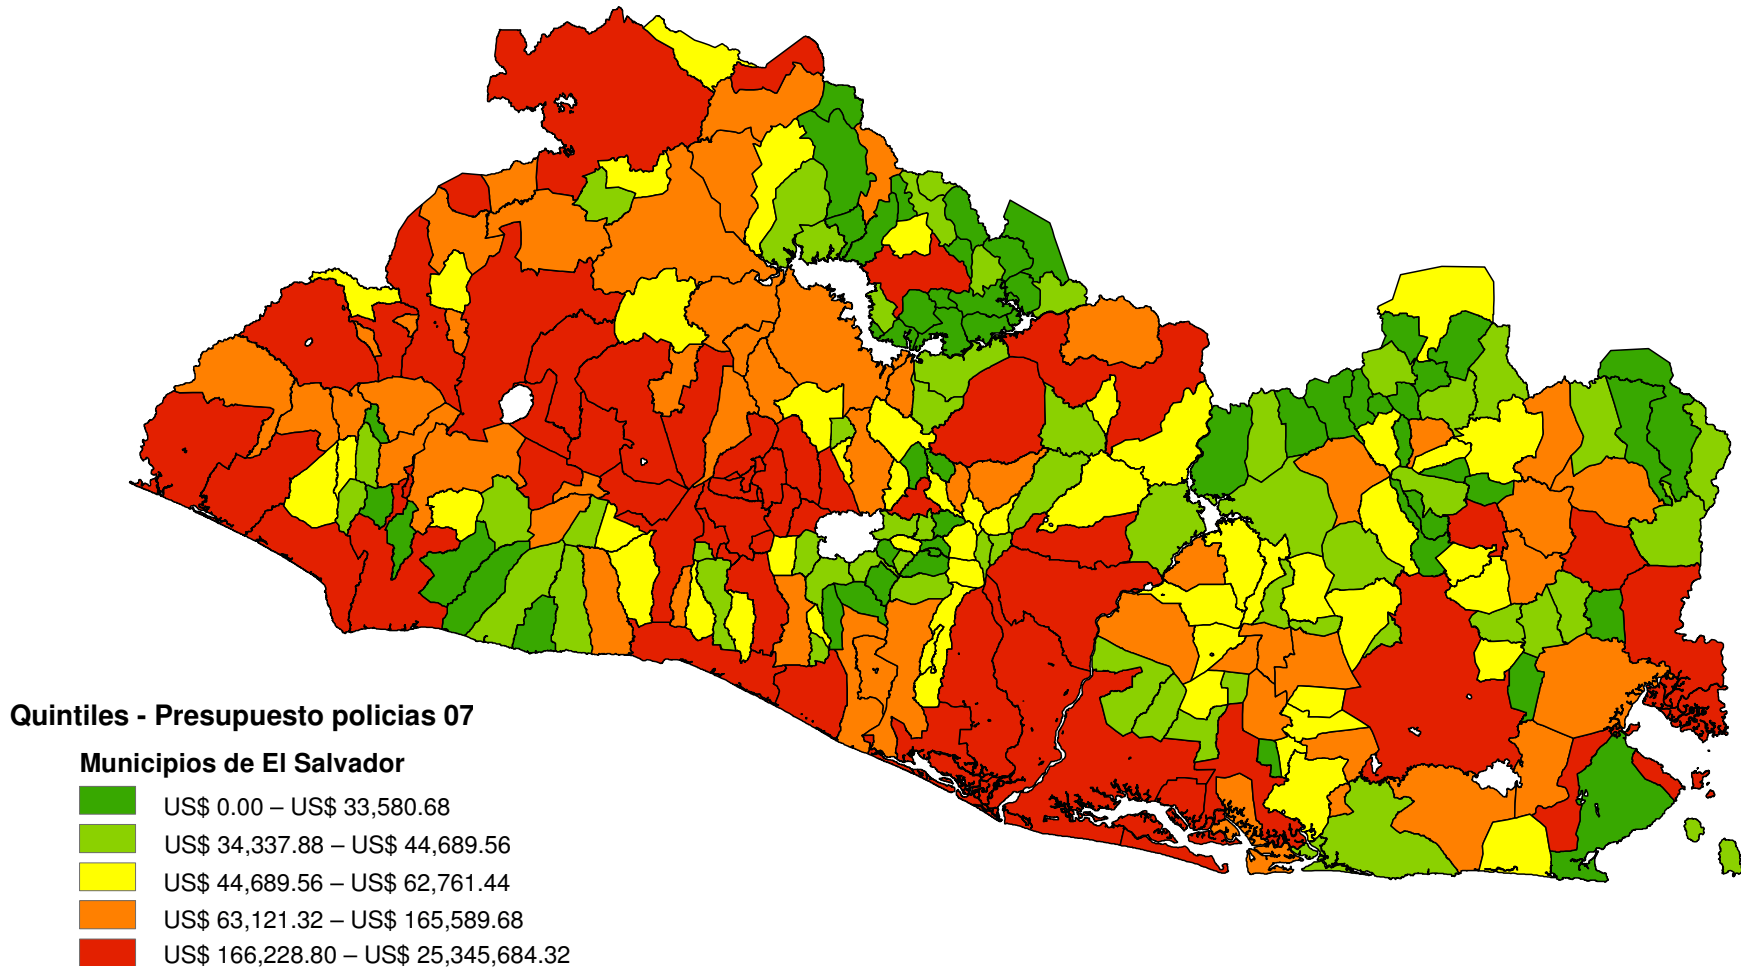 Quintiles - Presupuesto policias 07
Municipios de El Salvador
US$ 0.00 – US$ 33,580.68
US$ 34,337.88 – US$ 44,689.56
US$ 44,689.56 – US$ 62,761.44
US$ 63,121.32 – US$ 165,589.68
US$ 166,228.80 – US$ 25,345,684.32